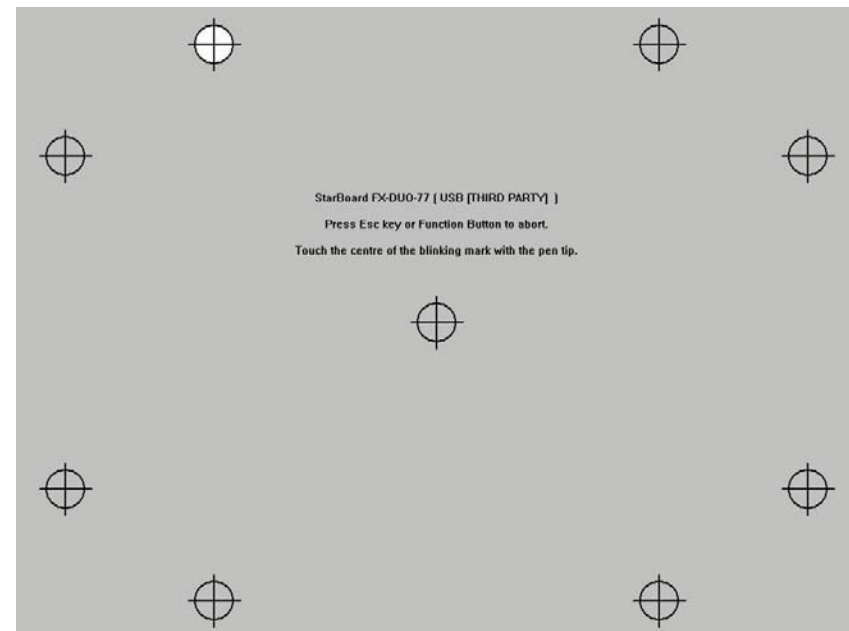 StarBoard FX-DUO-77 ( USB [THIRD PARTY] )
Press Esc key or Function Button to abort.
Touch the centre of the blinking mark with the pen tip.